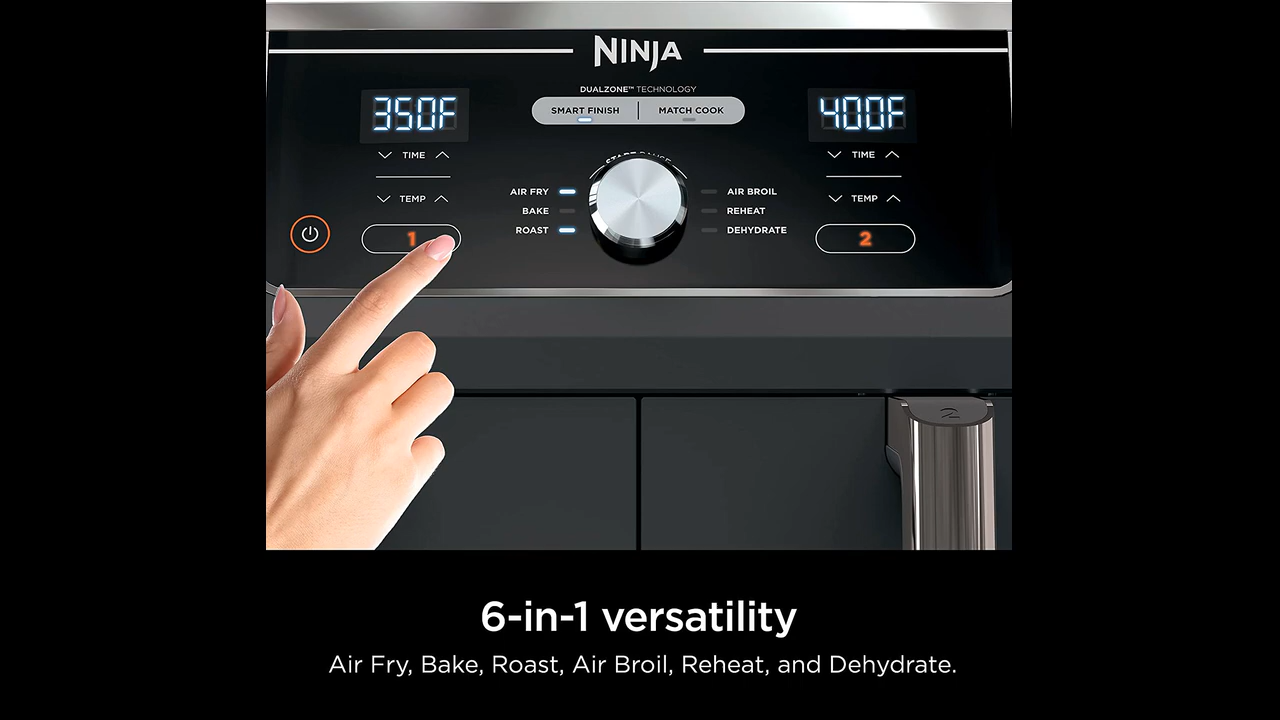 NINJA
DUALZONE™ TECHNOLOGY
SMART FINISH | MATCH COOK
350F
400F
TIME
TIME
TEMP
TEMP
AIR FRY
BAKE
ROAST
AIR BROIL
REHEAT
DEHYDRATE
1
2
6-in-1 versatility
Air Fry, Bake, Roast, Air Broil, Reheat, and Dehydrate.